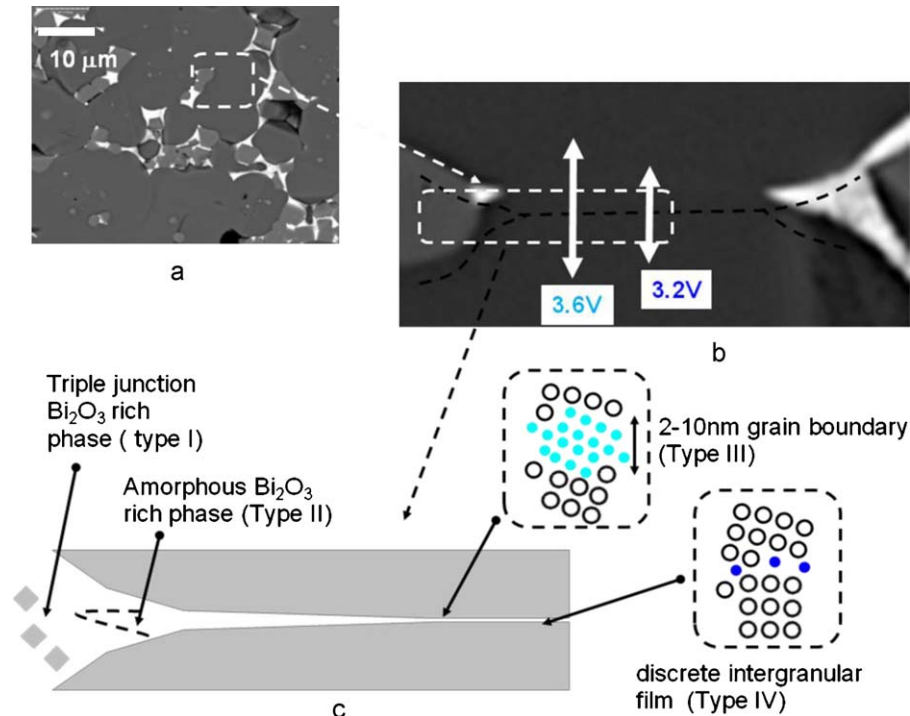 10 μm
a
3.6V
3.2V
b
Triple junction
Bi₂O₃ rich
phase ( type I)
Amorphous Bi₂O₃
rich phase (Type II)
2-10nm grain boundary
(Type III)
discrete intergranular
film (Type IV)
c